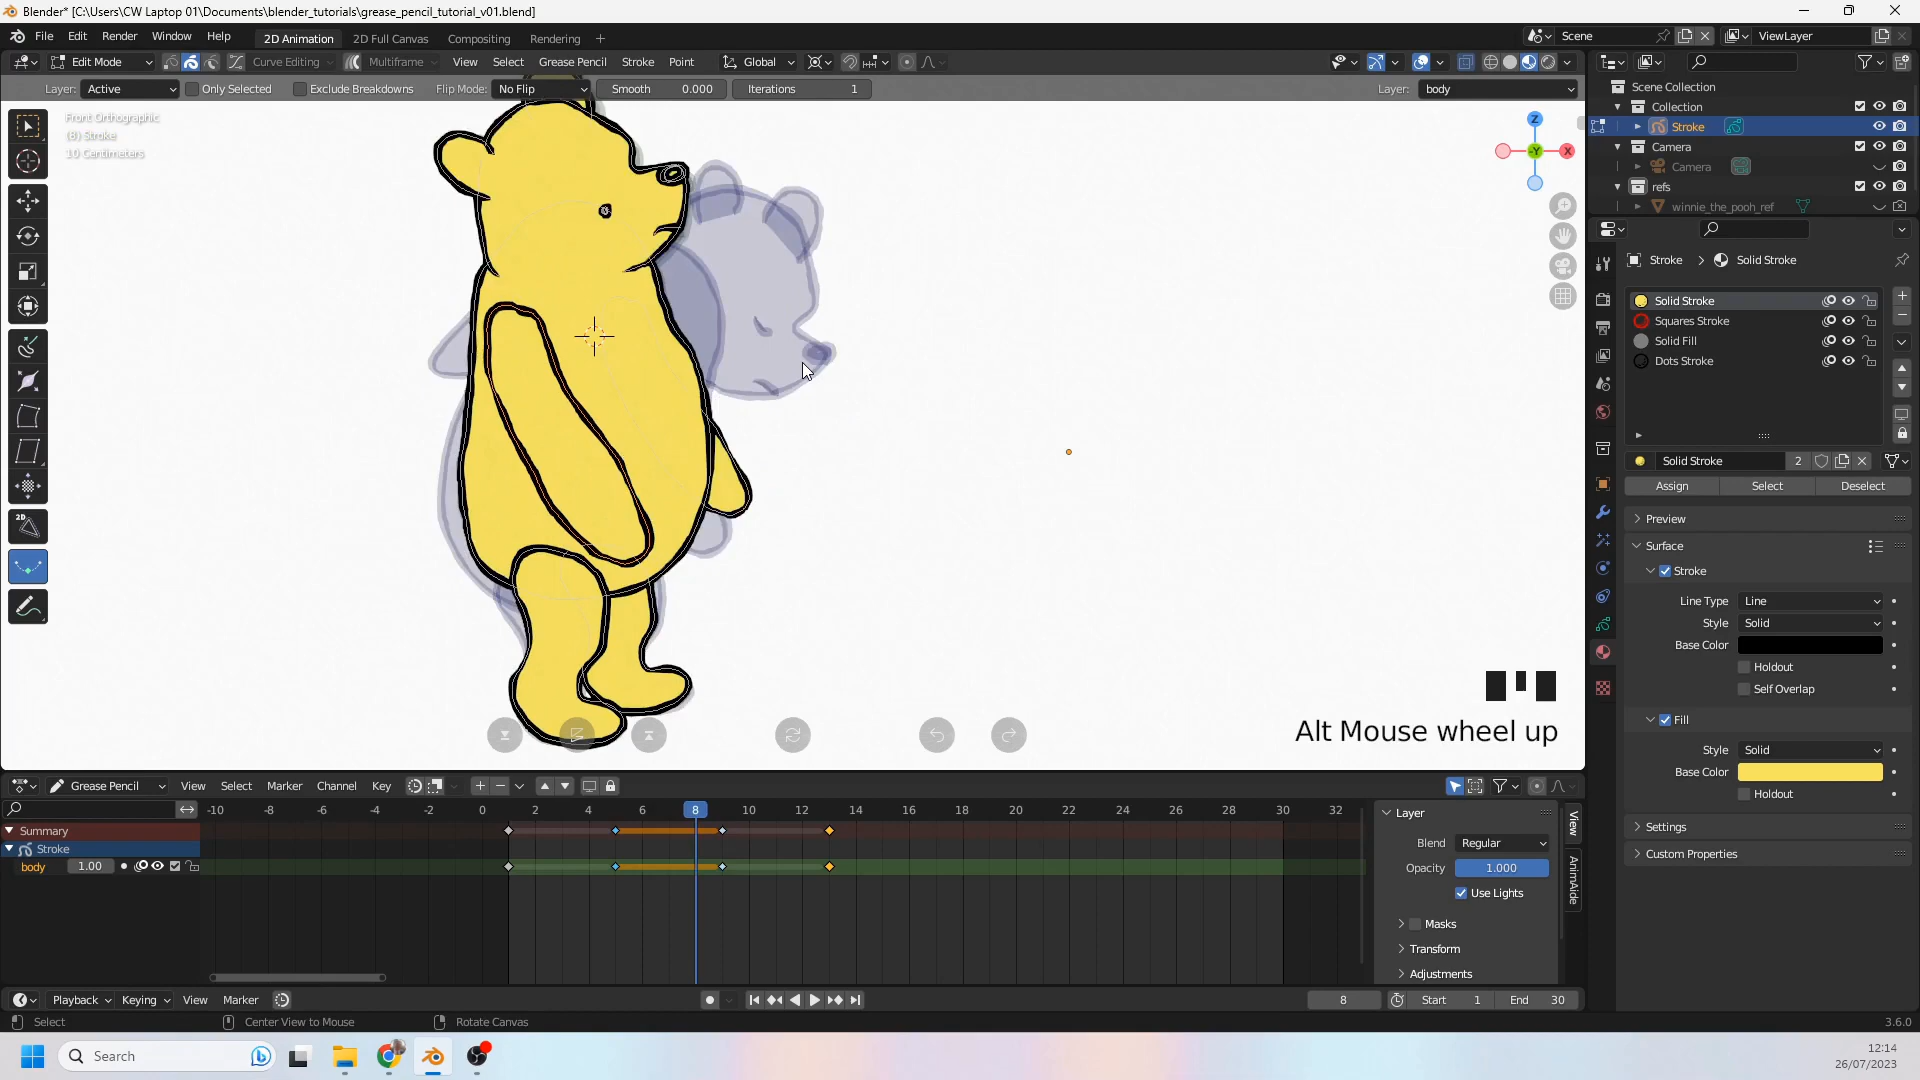 Blender* [C:\Users\CW Laptop 01\Documents\blender_tutorials\grease_pencil_tutorial_v01.blend]
File Edit Render Window Help 2D Animation 2D Full Canvas Compositing Rendering + Scene ViewLayer
Edit Mode Curve Editing Multiframe View Select Grease Pencil Stroke Point Global
Layer: Active Only Selected Exclude Breakdowns Flip Mode: No Flip Smooth 0.000 Iterations 1 Layer: body
Scene Collection
Collection
Stroke
Camera
Camera
refs
winnie_the_pooh_ref
Front Orthographic
(8) Stroke
10 Centimeters
Z
-Y
X
2D
Stroke > Solid Stroke
Solid Stroke
Squares Stroke
Solid Fill
Dots Stroke
Solid Stroke 2
Assign Select Deselect
Preview
Surface
Stroke
Line Type Line
Style Solid
Base Color
Holdout
Self Overlap
Fill
Style Solid
Base Color
Holdout
Settings
Custom Properties
Alt Mouse wheel up
Grease Pencil View Select Marker Channel Key
-10 -8 -6 -4 -2 0 2 4 6 8 10 12 14 16 18 20 22 24 26 28 30 32
Summary
Stroke
body 1.00
Layer
Blend Regular
Opacity 1.000
Use Lights
Masks
Transform
Adjustments
View
AnimAide
Playback Keying View Marker 8 Start 1 End 30
Select Center View to Mouse Rotate Canvas 3.6.0
Search
12:14
26/07/2023